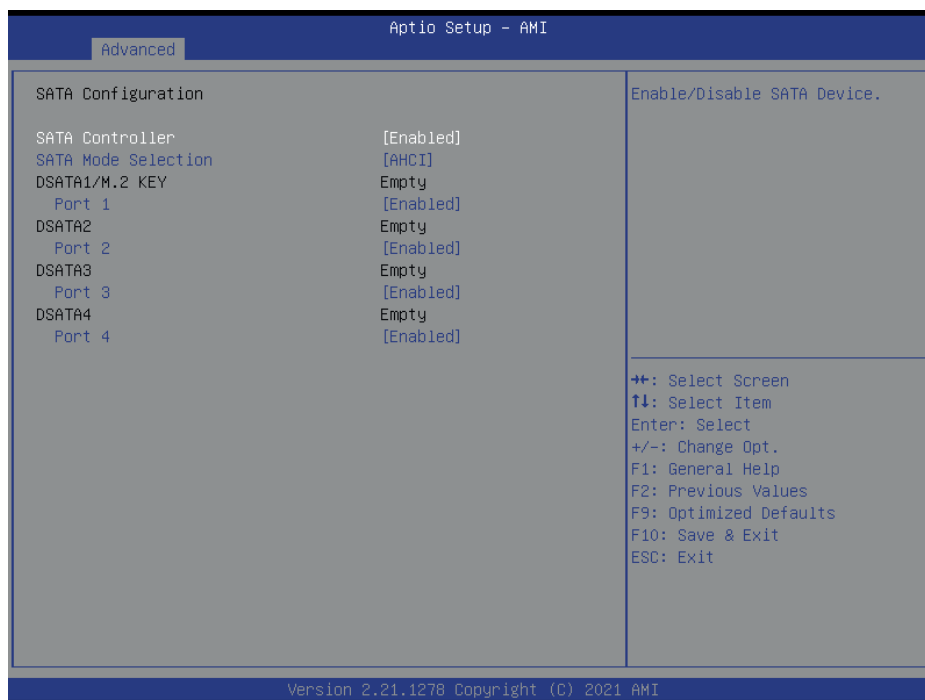 Aptio Setup – AMI
Advanced
SATA Configuration
SATA Controller [Enabled]
SATA Mode Selection [AHCI]
DSATA1/M.2 KEY Empty
Port 1 [Enabled]
DSATA2 Empty
Port 2 [Enabled]
DSATA3 Empty
Port 3 [Enabled]
DSATA4 Empty
Port 4 [Enabled]
Enable/Disable SATA Device.
→←: Select Screen
↑↓: Select Item
Enter: Select
+/-: Change Opt.
F1: General Help
F2: Previous Values
F9: Optimized Defaults
F10: Save & Exit
ESC: Exit
Version 2.21.1278 Copyright (C) 2021 AMI